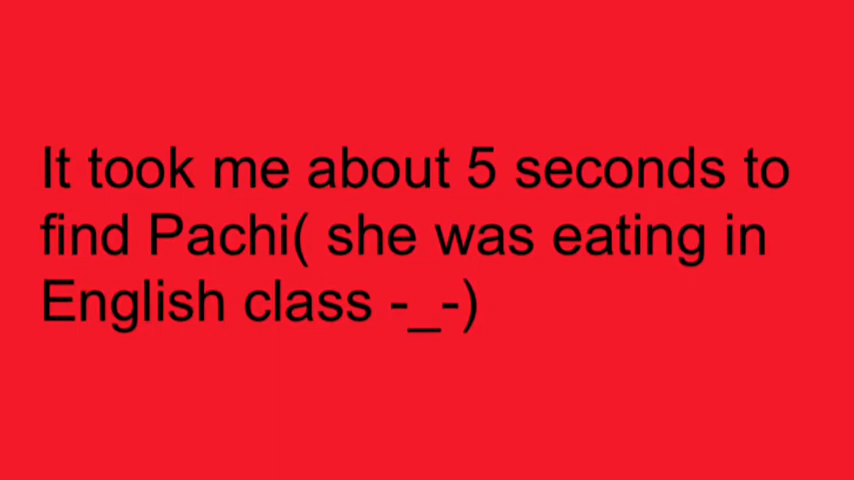 It took me about 5 seconds to
find Pachi( she was eating in
English class -_-)